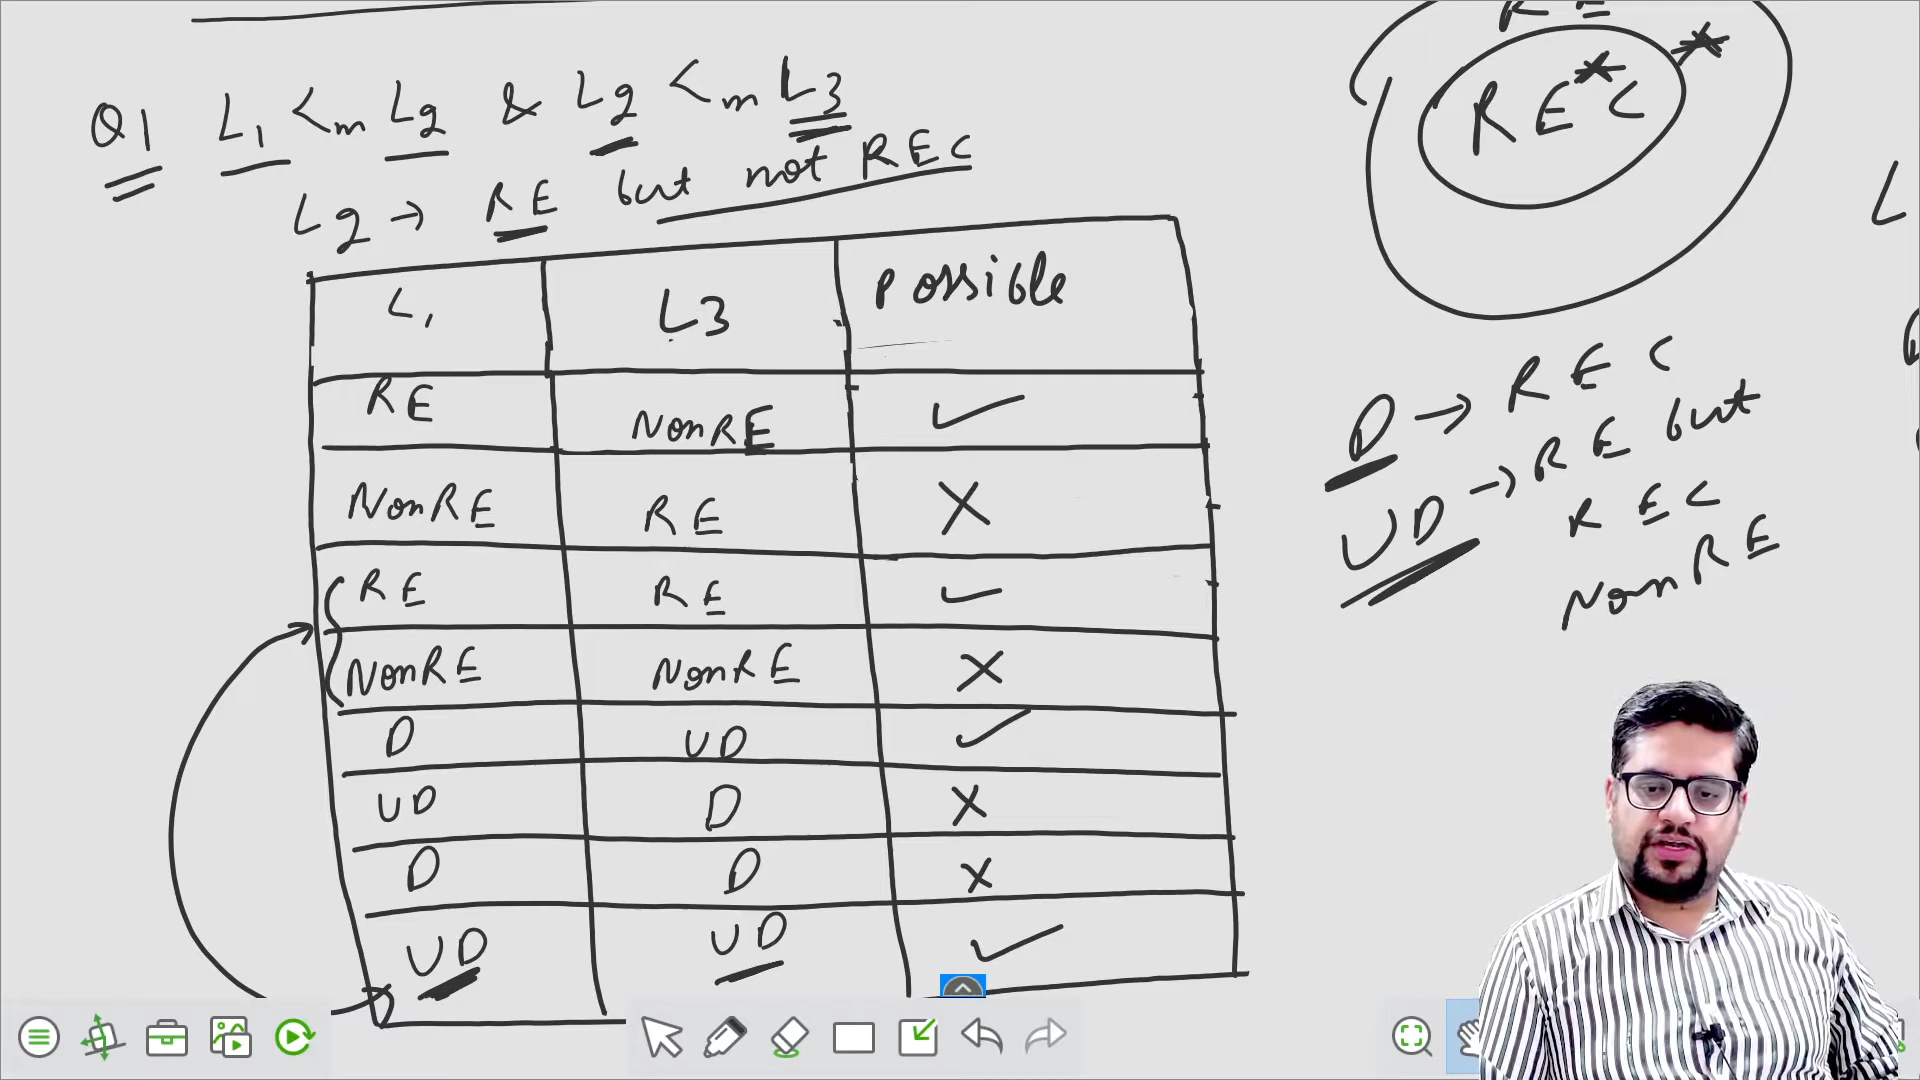 RE
Q1 L1 <m L2 & L2 <m L3
L2 → RE but not REC
REC
L1 L3 Possible
RE NonRE ✓
NonRE RE X
RE RE ✓
NonRE NonRE X
D UD ✓
UD D X
D D X
UD UD ✓
D → REC
UD → RE but
REC
NonRE
L